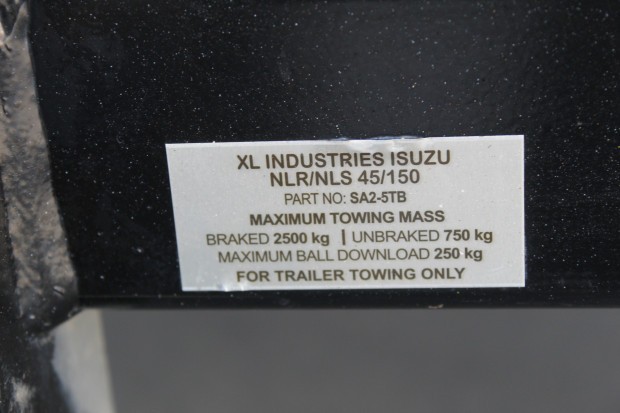 XL INDUSTRIES ISUZU
NLR/NLS 45/150
PART NO: SA2-5TB
MAXIMUM TOWING MASS
BRAKED 2500 kg | UNBRAKED 750 kg
MAXIMUM BALL DOWNLOAD 250 kg
FOR TRAILER TOWING ONLY